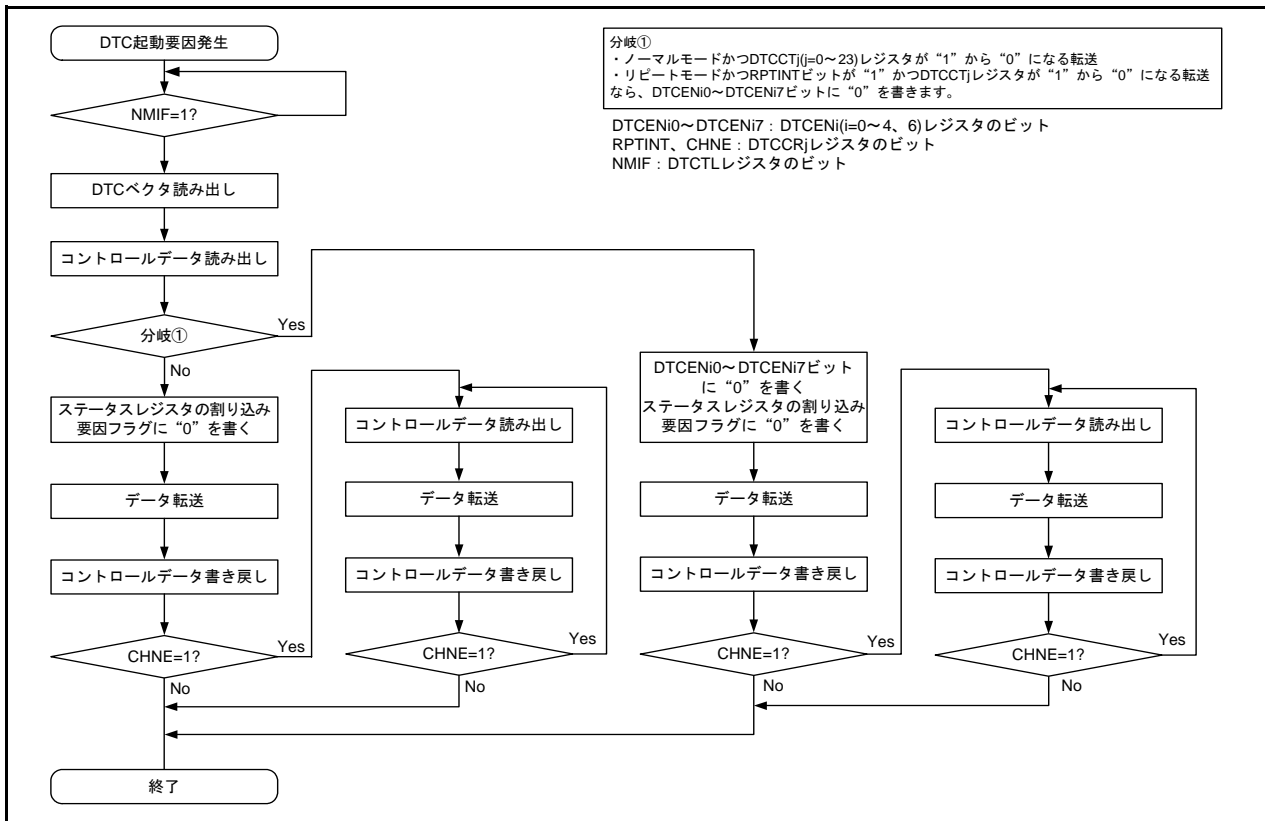 DTC起動要因発生
NMIF=1?
DTCベクタ読み出し
コントロールデータ読み出し
分岐①
Yes
No
ステータスレジスタの割り込み
要因フラグに“0”を書く
データ転送
コントロールデータ書き戻し
CHNE=1?
Yes
No
終了
コントロールデータ読み出し
データ転送
コントロールデータ書き戻し
CHNE=1?
Yes
No
分岐①
・ノーマルモードかつDTCCTj(j=0～23)レジスタが“1”から“0”になる転送
・リピートモードかつRPTINTビットが“1”かつDTCCTjレジスタが“1”から“0”になる転送
なら、DTCENi0～DTCENi7ビットに“0”を書きます。
DTCENi0～DTCENi7：DTCENi(i=0～4、6)レジスタのビット
RPTINT、CHNE：DTCCRjレジスタのビット
NMIF：DTCTLレジスタのビット
DTCENi0～DTCENi7ビット
に“0”を書く
ステータスレジスタの割り込み
要因フラグに“0”を書く
データ転送
コントロールデータ書き戻し
CHNE=1?
Yes
No
コントロールデータ読み出し
データ転送
コントロールデータ書き戻し
CHNE=1?
Yes
No